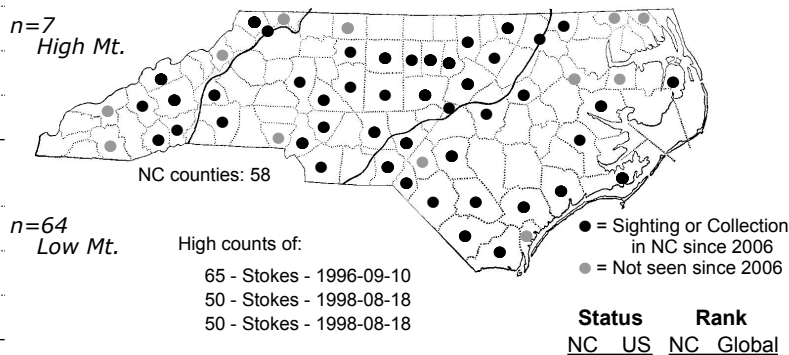 n=7
High Mt.
NC counties: 58
n=64
Low Mt.
High counts of:
65 - Stokes - 1996-09-10
50 - Stokes - 1998-08-18
50 - Stokes - 1998-08-18
= Sighting or Collection
in NC since 2006
= Not seen since 2006
Status Rank
NC US NC Global